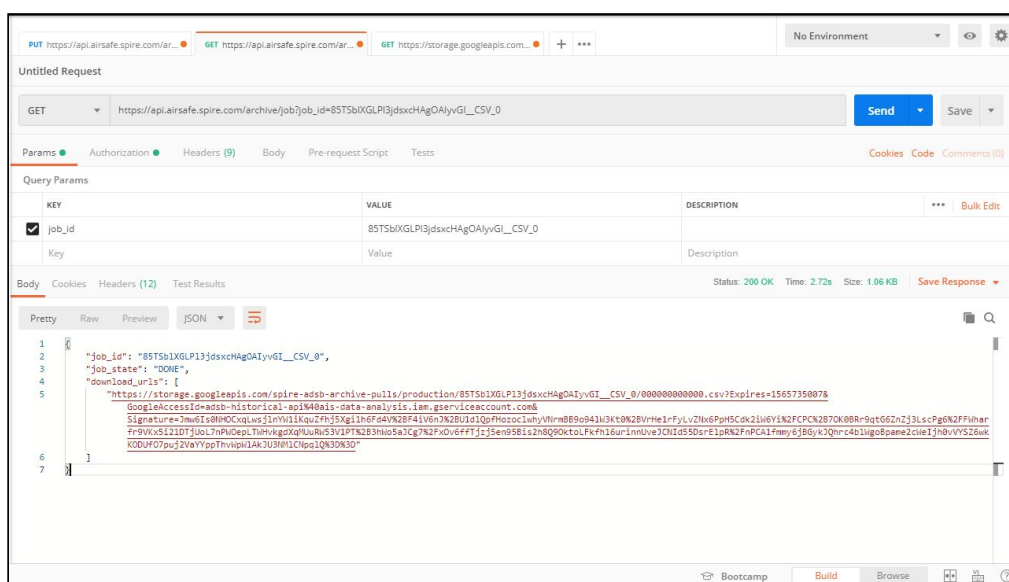 PUT https://api.airsafe.spire.com/ar... GET https://api.airsafe.spire.com/ar... GET https://storage.googleapis.com... + ••• No Environment
Untitled Request
GET https://api.airsafe.spire.com/archive/job?job_id=85TSblXGLPl3jdsxcHAgOAIyvGI__CSV_0 Send Save
Params Authorization Headers (9) Body Pre-request Script Tests Cookies Code Comments (0)
Query Params
KEY VALUE DESCRIPTION ••• Bulk Edit
job_id 85TSblXGLPl3jdsxcHAgOAIyvGI__CSV_0
Key Value Description
Body Cookies Headers (12) Test Results Status: 200 OK Time: 2.72s Size: 1.06 KB Save Response
Pretty Raw Preview JSON
1 {
2 "job_id": "85TSblXGLPl3jdsxcHAgOAIyvGI__CSV_0",
3 "job_state": "DONE",
4 "download_urls": [
5 "https://storage.googleapis.com/spire-adsb-archive-pulls/production/85TSblXGLPl3jdsxcHAgOAIyvGI__CSV_0/000000000000.csv?Expires=1565735007&
GoogleAccessId=adsb-historical-api%40ais-data-analysis.iam.gserviceaccount.com&
6 ]
7 }
Bootcamp Build Browse